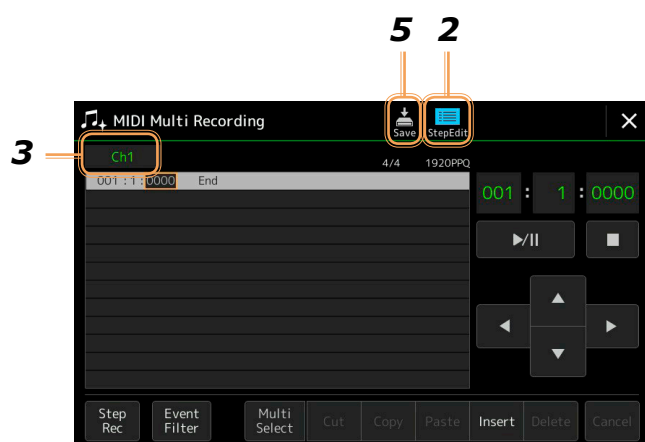 5 2
MIDI Multi Recording
Save
StepEdit
3
Ch1
4/4 1920PPQ
001 : 1 : 0000 End
001 : 1 : 0000
Step Rec
Event Filter
Multi Select
Cut
Copy
Paste
Insert
Delete
Cancel